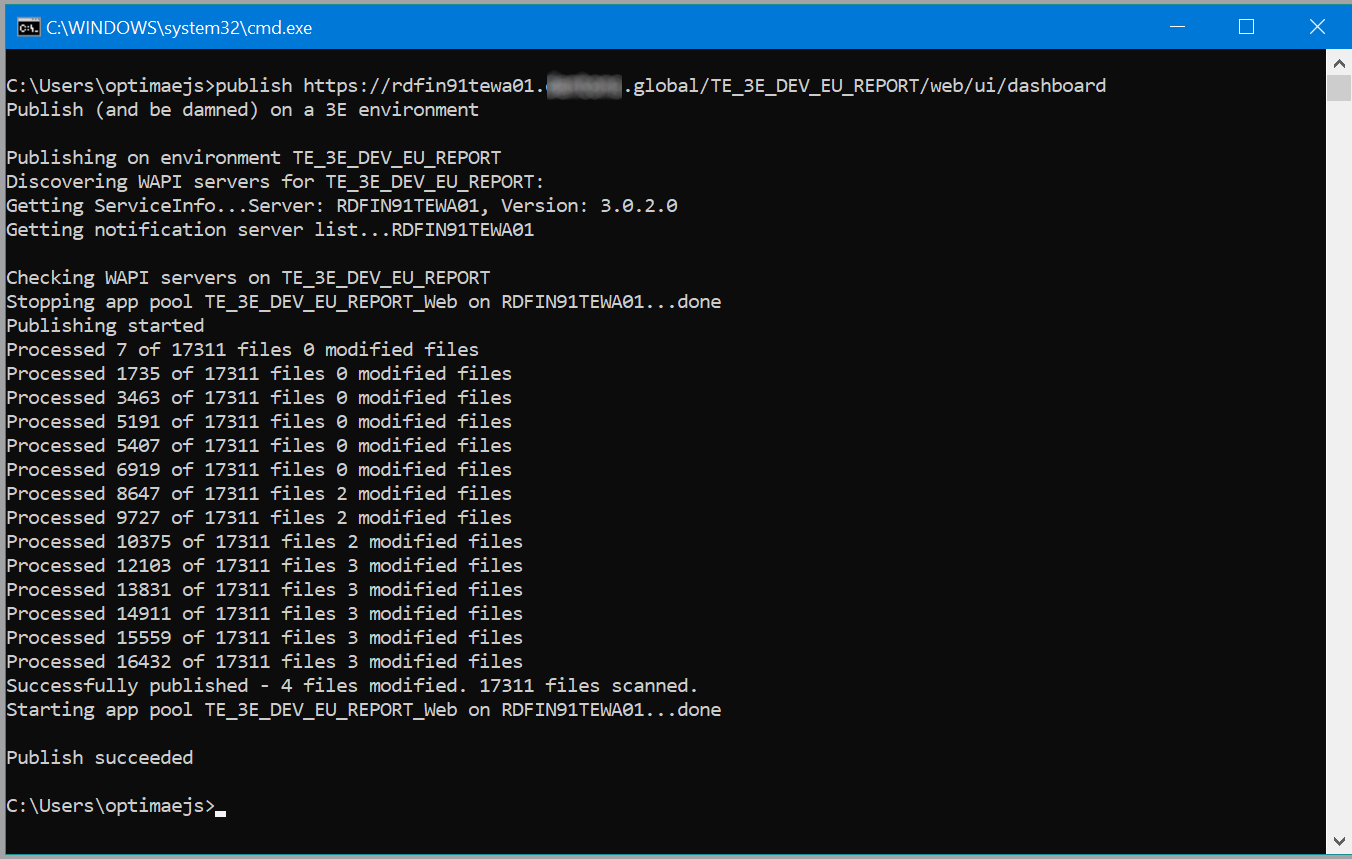 C:\WINDOWS\system32\cmd.exe
C:\Users\optimaejs>publish https://rdfin91tewa01. .global/TE_3E_DEV_EU_REPORT/web/ui/dashboard
Publish (and be damned) on a 3E environment
Publishing on environment TE_3E_DEV_EU_REPORT
Discovering WAPI servers for TE_3E_DEV_EU_REPORT:
Getting ServiceInfo...Server: RDFIN91TEWA01, Version: 3.0.2.0
Getting notification server list...RDFIN91TEWA01
Checking WAPI servers on TE_3E_DEV_EU_REPORT
Stopping app pool TE_3E_DEV_EU_REPORT_Web on RDFIN91TEWA01...done
Publishing started
Processed 7 of 17311 files 0 modified files
Processed 1735 of 17311 files 0 modified files
Processed 3463 of 17311 files 0 modified files
Processed 5191 of 17311 files 0 modified files
Processed 5407 of 17311 files 0 modified files
Processed 6919 of 17311 files 0 modified files
Processed 8647 of 17311 files 2 modified files
Processed 9727 of 17311 files 2 modified files
Processed 10375 of 17311 files 2 modified files
Processed 12103 of 17311 files 3 modified files
Processed 13831 of 17311 files 3 modified files
Processed 14911 of 17311 files 3 modified files
Processed 15559 of 17311 files 3 modified files
Processed 16432 of 17311 files 3 modified files
Successfully published - 4 files modified. 17311 files scanned.
Starting app pool TE_3E_DEV_EU_REPORT_Web on RDFIN91TEWA01...done
Publish succeeded
C:\Users\optimaejs>